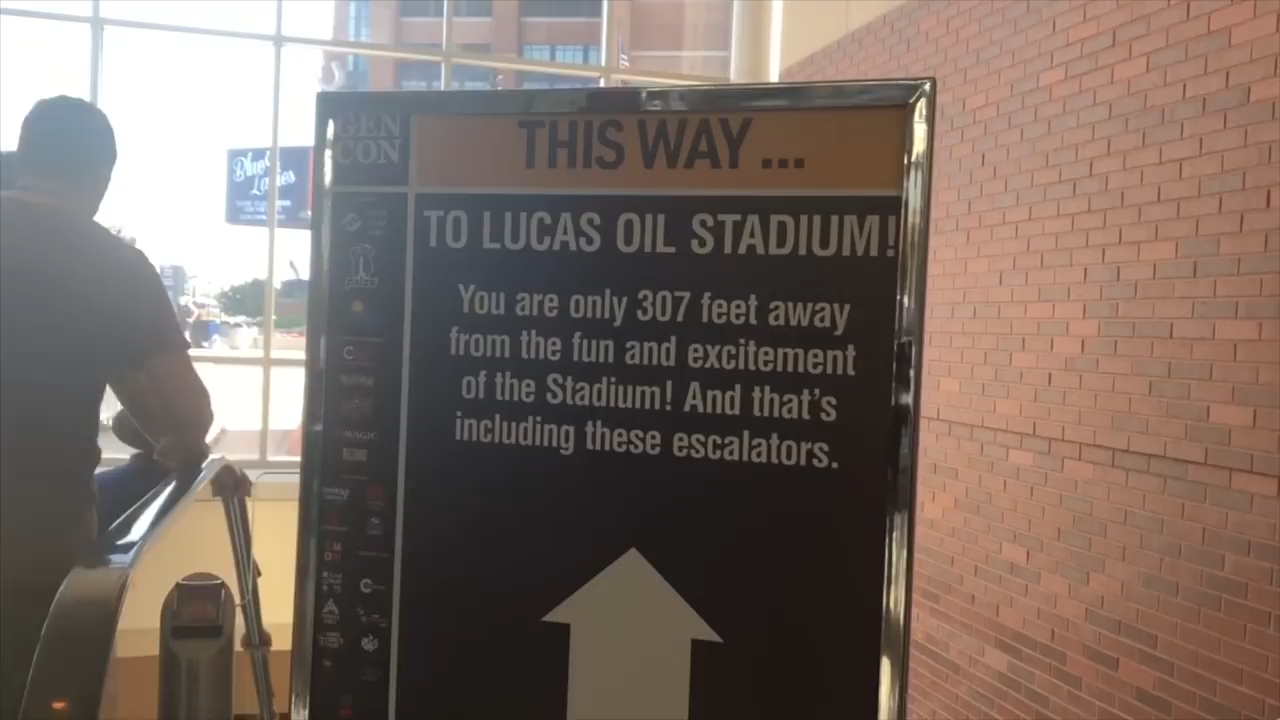 GEN
CON
THIS WAY ...
TO LUCAS OIL STADIUM!
You are only 307 feet away
from the fun and excitement
of the Stadium! And that's
including these escalators.
Blue
MAGIC